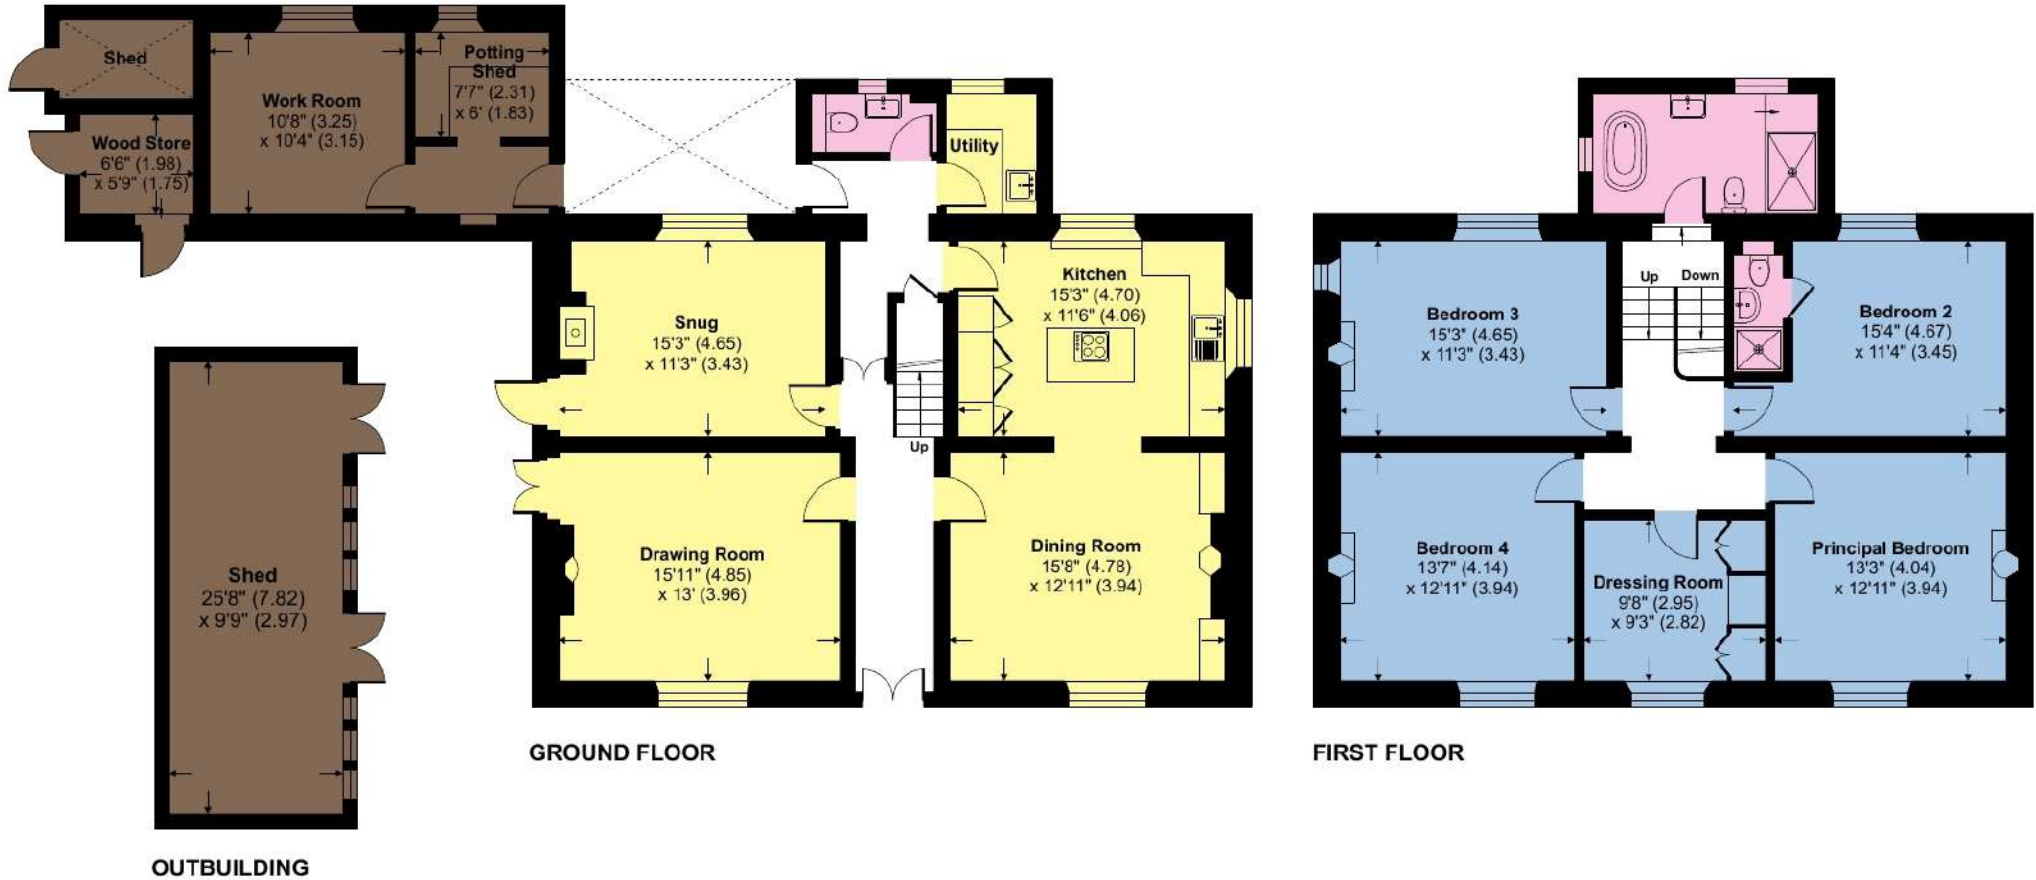 Shed
Work Room
10'8" (3.25)
x 10'4" (3.15)
Potting
Shed
7'7" (2.31)
x 6' (1.83)
Wood Store
6'6" (1.98)
x 5'9" (1.75)
Utility
Snug
15'3" (4.65)
x 11'3" (3.43)
Kitchen
15'3" (4.70)
x 11'6" (4.06)
Up
Drawing Room
15'11" (4.85)
x 13' (3.96)
Dining Room
15'8" (4.78)
x 12'11" (3.94)
GROUND FLOOR
Shed
25'8" (7.82)
x 9'9" (2.97)
OUTBUILDING
Up
Down
Bedroom 3
15'3" (4.65)
x 11'3" (3.43)
Bedroom 2
15'4" (4.67)
x 11'4" (3.45)
Bedroom 4
13'7" (4.14)
x 12'11" (3.94)
Dressing Room
9'8" (2.95)
x 9'3" (2.82)
Principal Bedroom
13'3" (4.04)
x 12'11" (3.94)
FIRST FLOOR